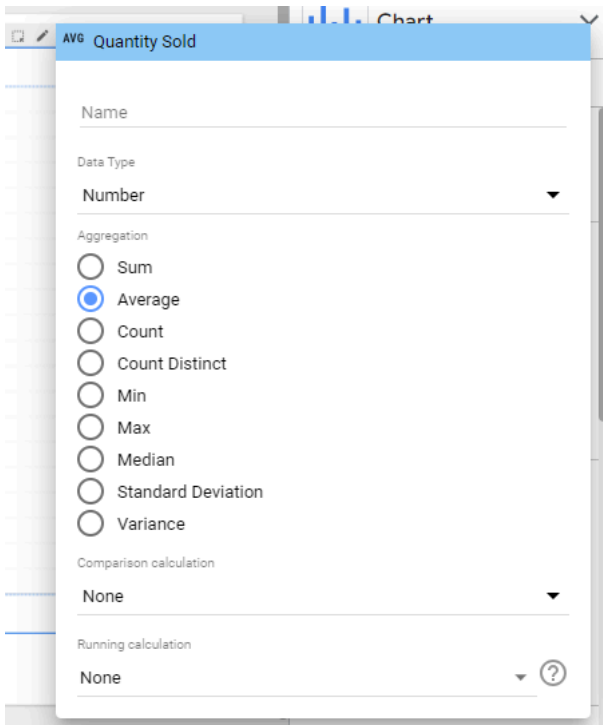 Chart
AVG Quantity Sold
Name
Data Type
Number
Aggregation
Sum
Average
Count
Count Distinct
Min
Max
Median
Standard Deviation
Variance
Comparison calculation
None
Running calculation
None
?